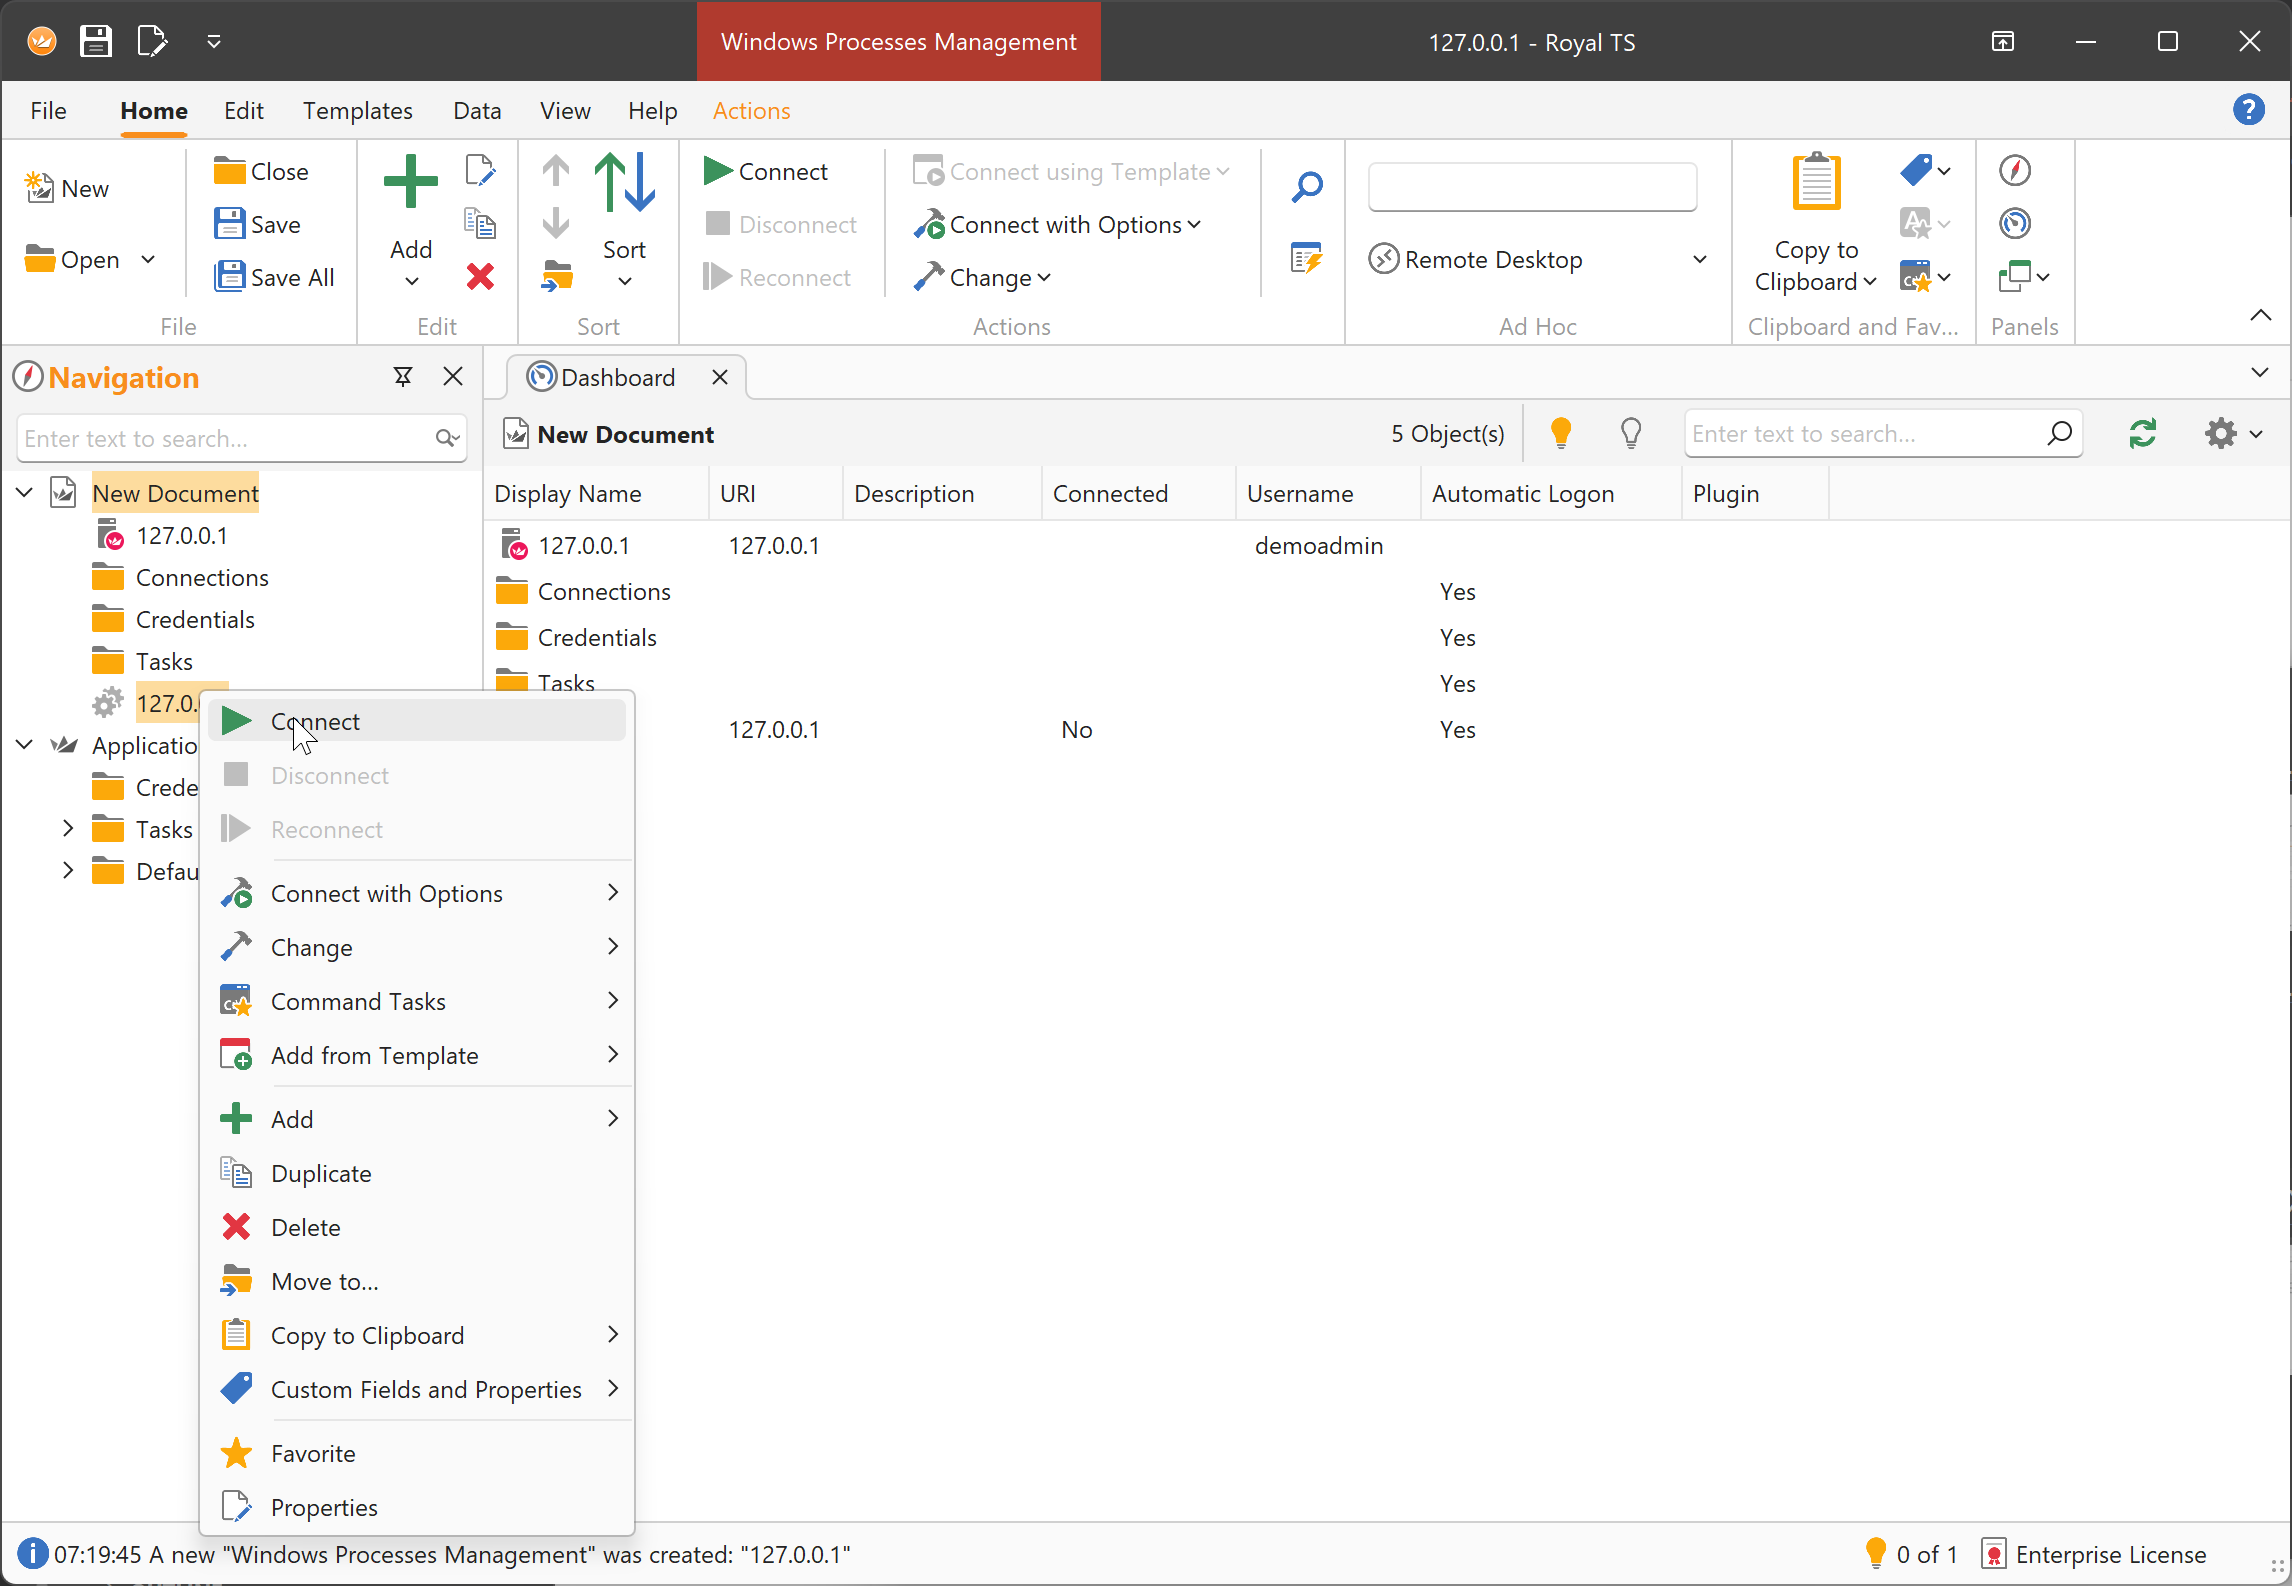 Windows Processes Management
127.0.0.1 - Royal TS
File Home Edit Templates Data View Help Actions
New
Open
Close
Save
Save All
File
Add
Edit
Sort
Sort
Connect
Disconnect
Reconnect
Connect using Template
Connect with Options
Change
Actions
Remote Desktop
Ad Hoc
Copy to
Clipboard
Clipboard and Fav...
Panels
Navigation
Enter text to search...
New Document
127.0.0.1
Connections
Credentials
Tasks
127.0.
Applicatio
Crede
Tasks
Defau
Dashboard
New Document
5 Object(s)
Enter text to search...
Display Name URI Description Connected Username Automatic Logon Plugin
127.0.0.1 127.0.0.1 demoadmin
Connections Yes
Credentials Yes
Tasks Yes
127.0.0.1 No Yes
Connect
Disconnect
Reconnect
Connect with Options
Change
Command Tasks
Add from Template
Add
Duplicate
Delete
Move to...
Copy to Clipboard
Custom Fields and Properties
Favorite
Properties
07:19:45 A new "Windows Processes Management" was created: "127.0.0.1"
0 of 1
Enterprise License